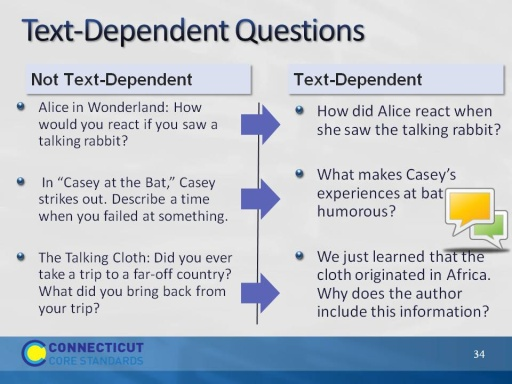 Text-Dependent Questions
Not Text-Dependent
Alice in Wonderland: How
would you react if you saw a
talking rabbit?
In “Casey at the Bat,” Casey
strikes out. Describe a time
when you failed at something.
The Talking Cloth: Did you ever
take a trip to a far-off country?
What did you bring back from
your trip?
Text-Dependent
How did Alice react when
she saw the talking rabbit?
What makes Casey’s
experiences at bat
humorous?
We just learned that the
cloth originated in Africa.
Why does the author
include this information?
CONNECTICUT
CORE STANDARDS
34